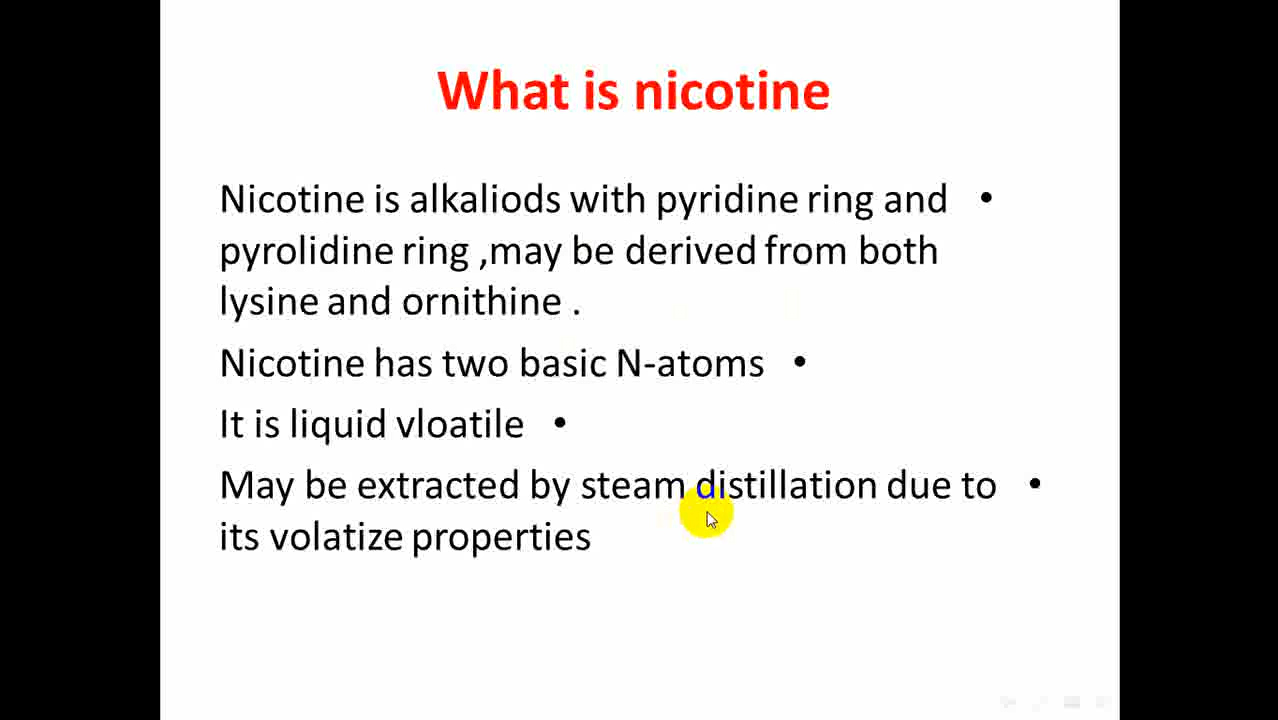 What is nicotine
Nicotine is alkaliods with pyridine ring and •
pyrolidine ring ,may be derived from both
lysine and ornithine .
Nicotine has two basic N-atoms •
It is liquid vloatile •
May be extracted by steam distillation due to •
its volatize properties